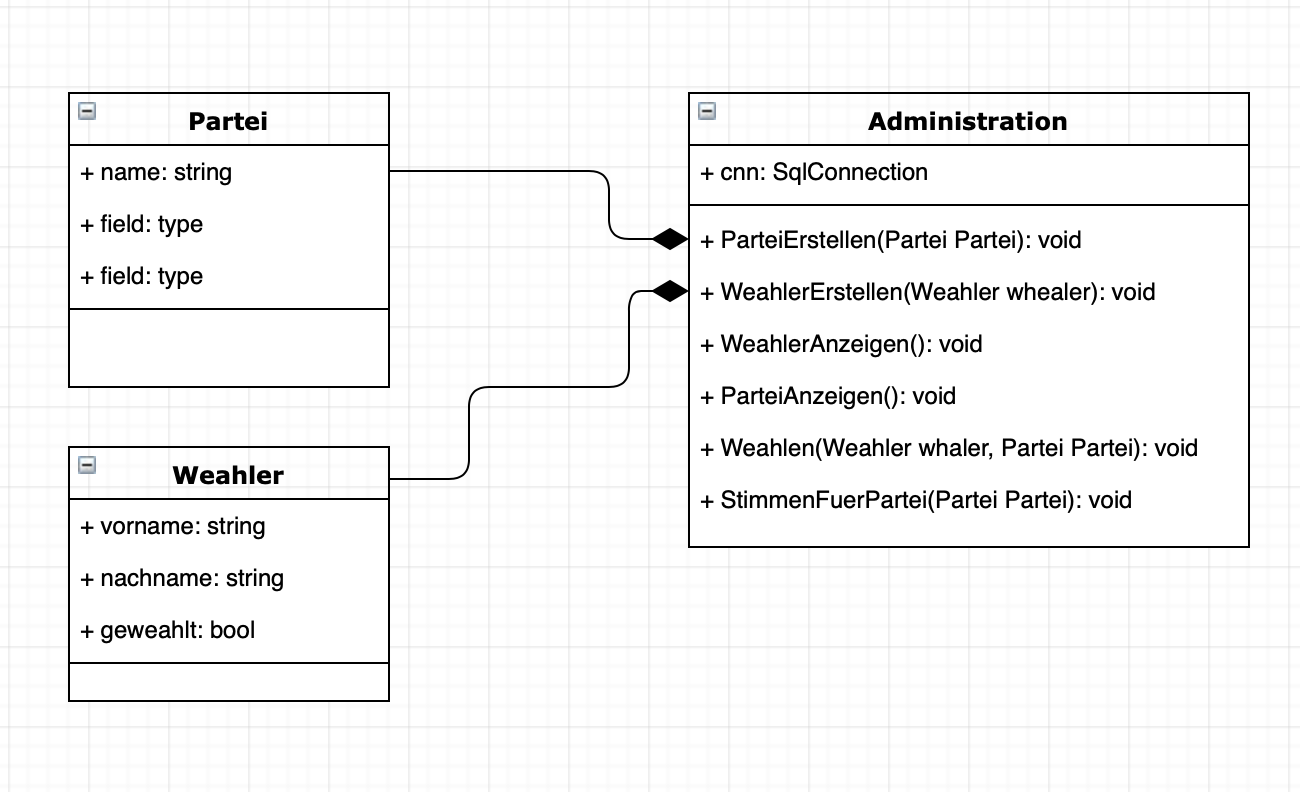 Partei
+ name: string
+ field: type
+ field: type
Weahler
+ vorname: string
+ nachname: string
+ geweahlt: bool
Administration
+ cnn: SqlConnection
+ ParteiErstellen(Partei Partei): void
+ WeahlerErstellen(Weahler whealer): void
+ WeahlerAnzeigen(): void
+ ParteiAnzeigen(): void
+ Weahlen(Weahler whaler, Partei Partei): void
+ StimmenFuerPartei(Partei Partei): void